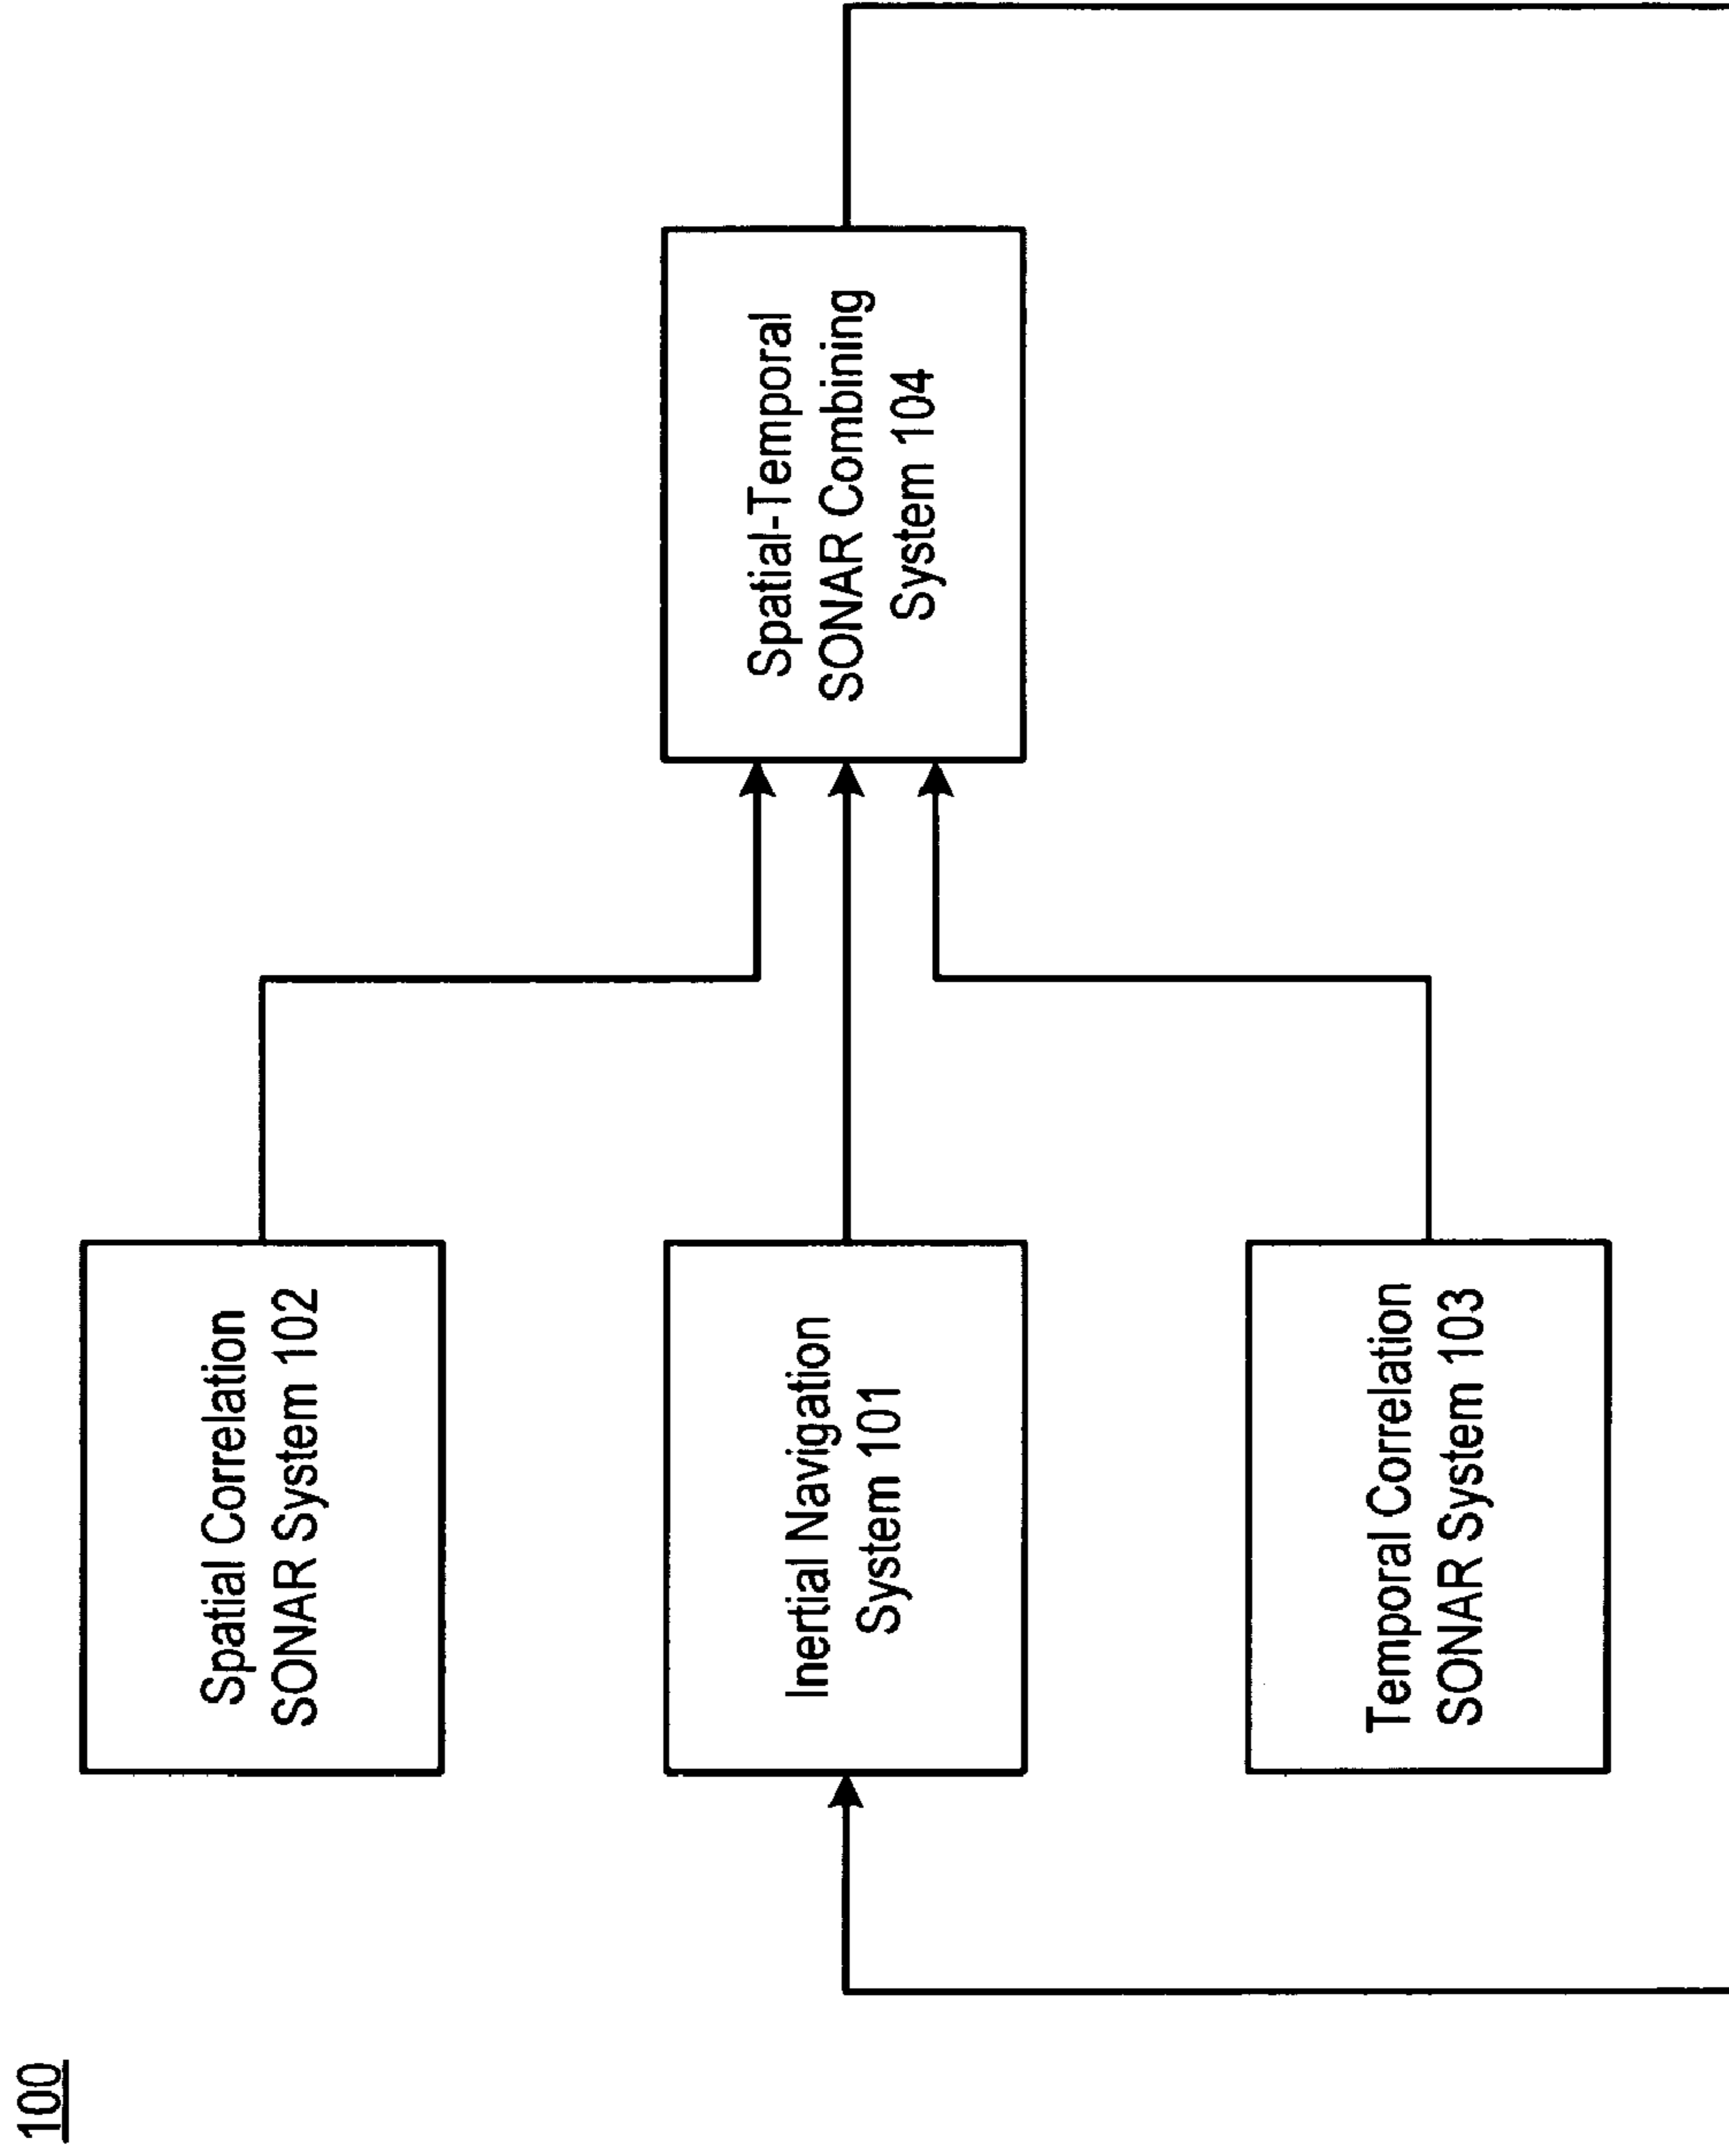 100
Spatial Correlation
SONAR System 102
Inertial Navigation
System 101
Temporal Correlation
SONAR System 103
Spatial-Temporal
SONAR Combining
System 104